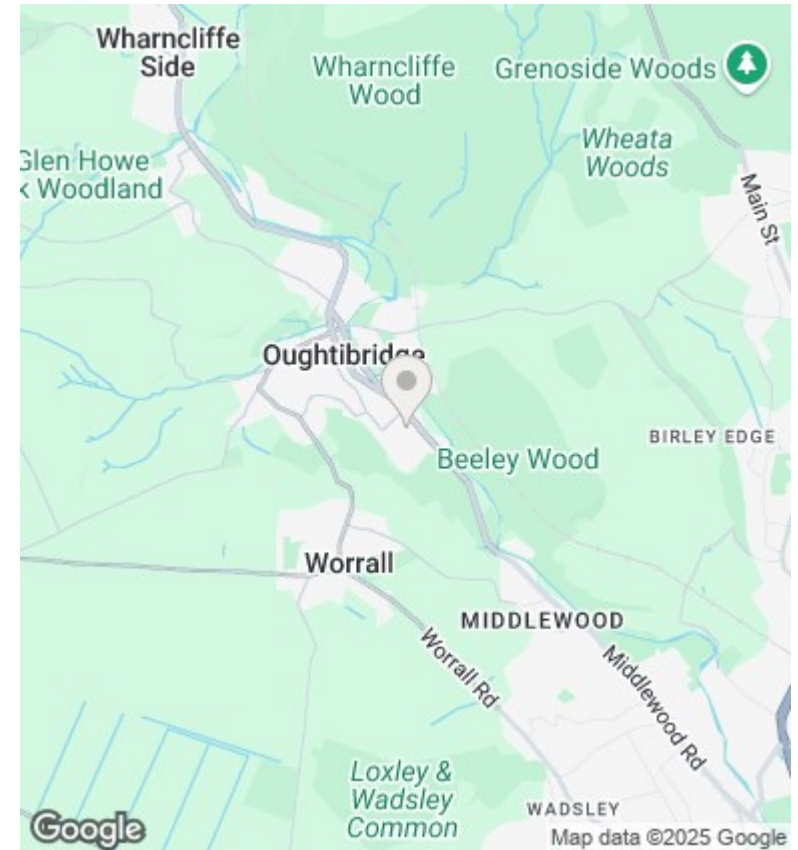 Wharncliffe
Side
Wharncliffe
Wood
Grenoside Woods
Wheata
Woods
Glen Howe
k Woodland
Main St
Oughtibridge
BIRLEY EDGE
Beeley Wood
Worrall
MIDDLEWOOD
Worrall Rd
Middlewood Rd
Loxley &
Wadsley
Common
WADSLEY
Google
Map data ©2025 Google